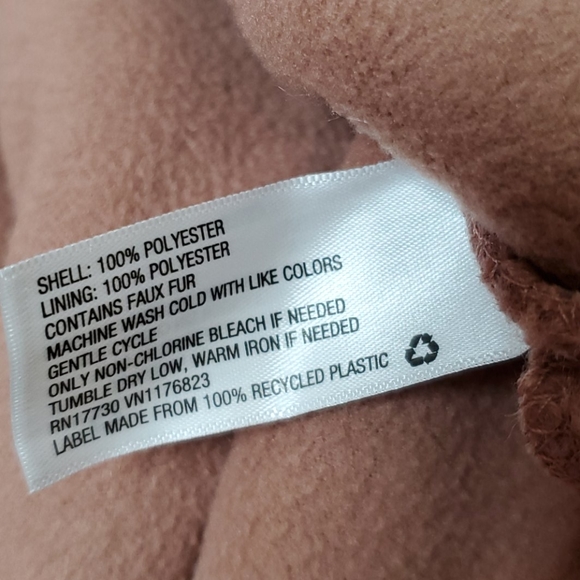 SHELL: 100% POLYESTER
LINING: 100% POLYESTER
CONTAINS FAUX FUR
MACHINE WASH COLD WITH LIKE COLORS
GENTLE CYCLE
ONLY NON-CHLORINE BLEACH IF NEEDED
TUMBLE DRY LOW, WARM IRON IF NEEDED
RN17730 VN1176823
LABEL MADE FROM 100% RECYCLED PLASTIC